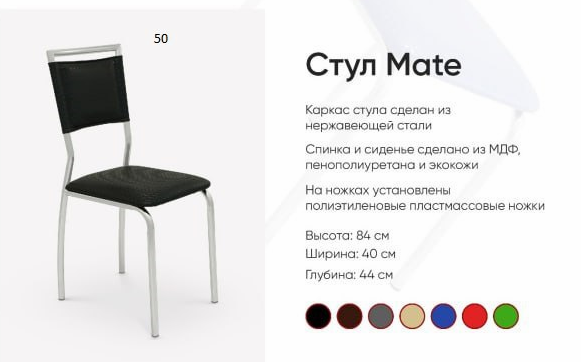 50
Стул Mate
Каркас стула сделан из
нержавеющей стали
Спинка и сиденье сделано из МДФ,
пенополиуретана и экокожи
На ножках установлены
полиэтиленовые пластмассовые ножки
Высота: 84 см
Ширина: 40 см
Глубина: 44 см